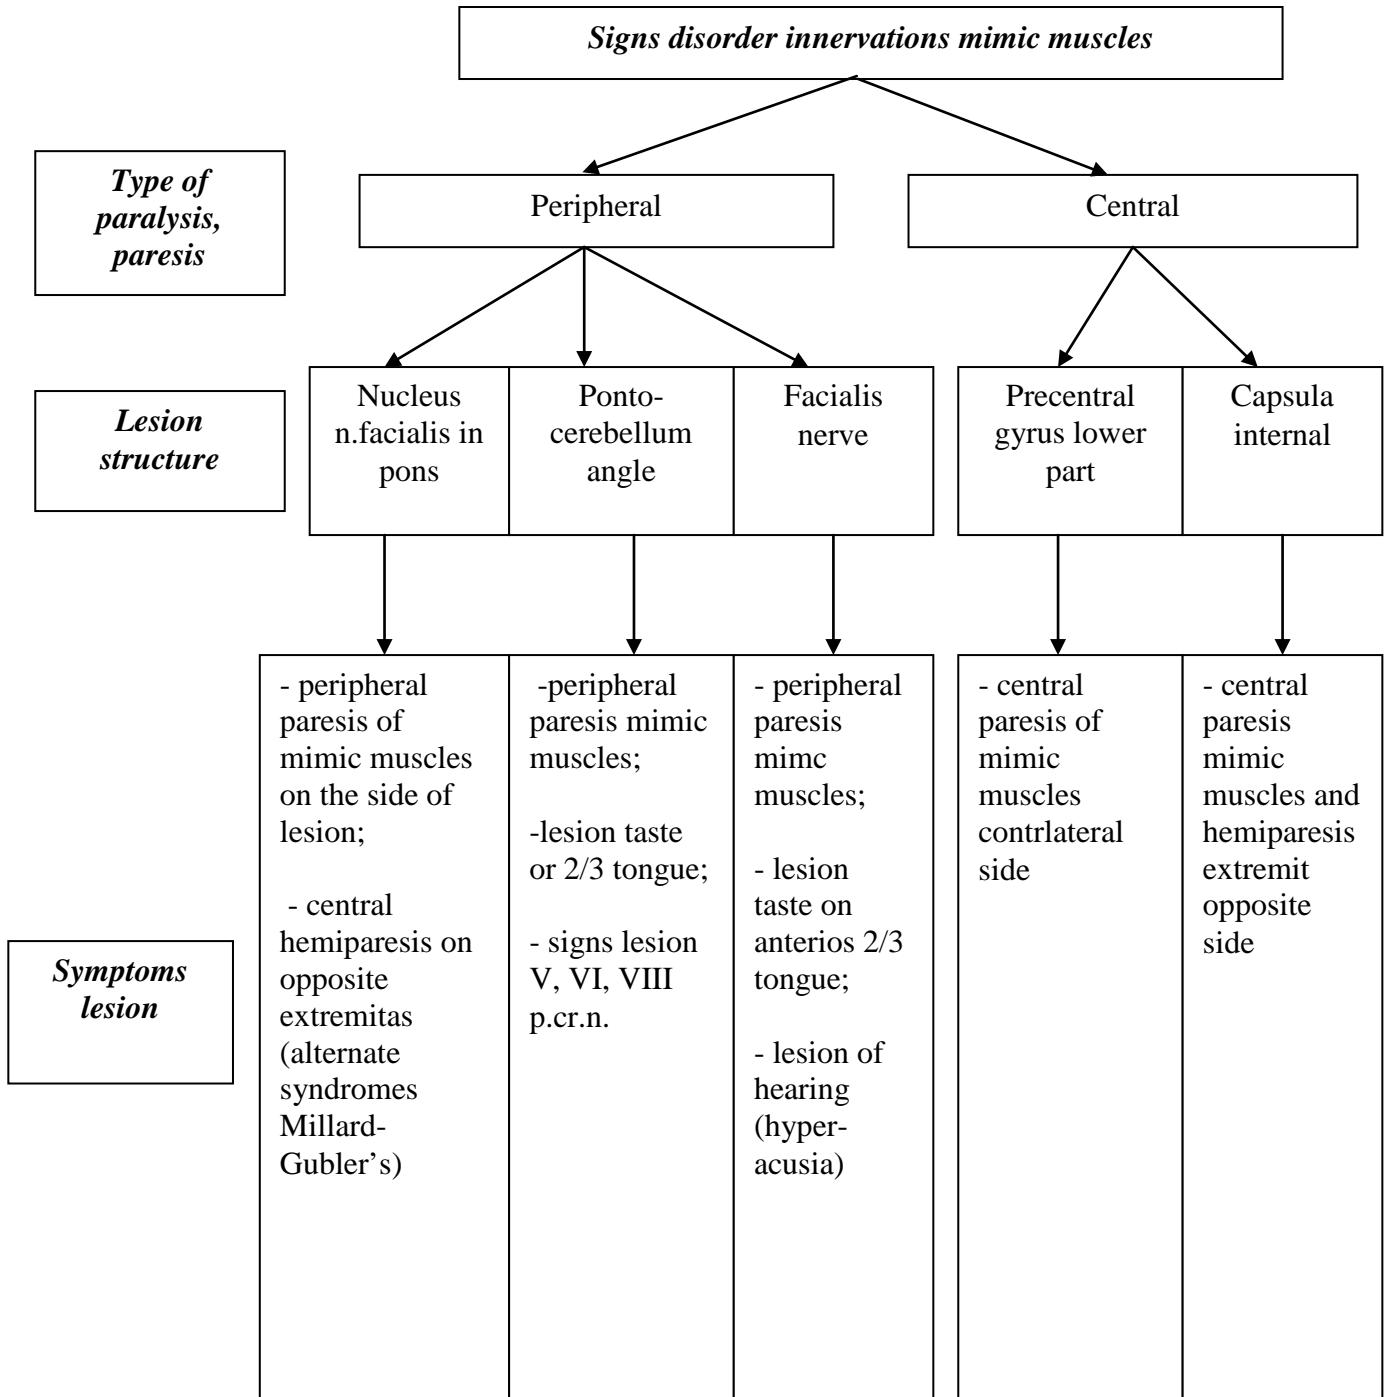 Signs disorder innervations mimic muscles
Type of
paralysis,
paresis
Peripheral
Central
Lesion
structure
Nucleus
n.facialis in
pons
Ponto-
cerebellum
angle
Facialis
nerve
Precentral
gyrus lower
part
Capsula
internal
Symptoms
lesion
- peripheral
paresis of
mimic muscles
on the side of
lesion;
- central
hemiparesis on
opposite
extremitas
(alternate
syndromes
Millard-
Gubler’s)
-peripheral
paresis mimic
muscles;
-lesion taste
or 2/3 tongue;
- signs lesion
V, VI, VIII
p.cr.n.
- peripheral
paresis
mimc
muscles;
- lesion
taste on
anterios 2/3
tongue;
- lesion of
hearing
(hyper-
acusia)
- central
paresis of
mimic
muscles
contrlateral
side
- central
paresis
mimic
muscles and
hemiparesis
extremit
opposite
side